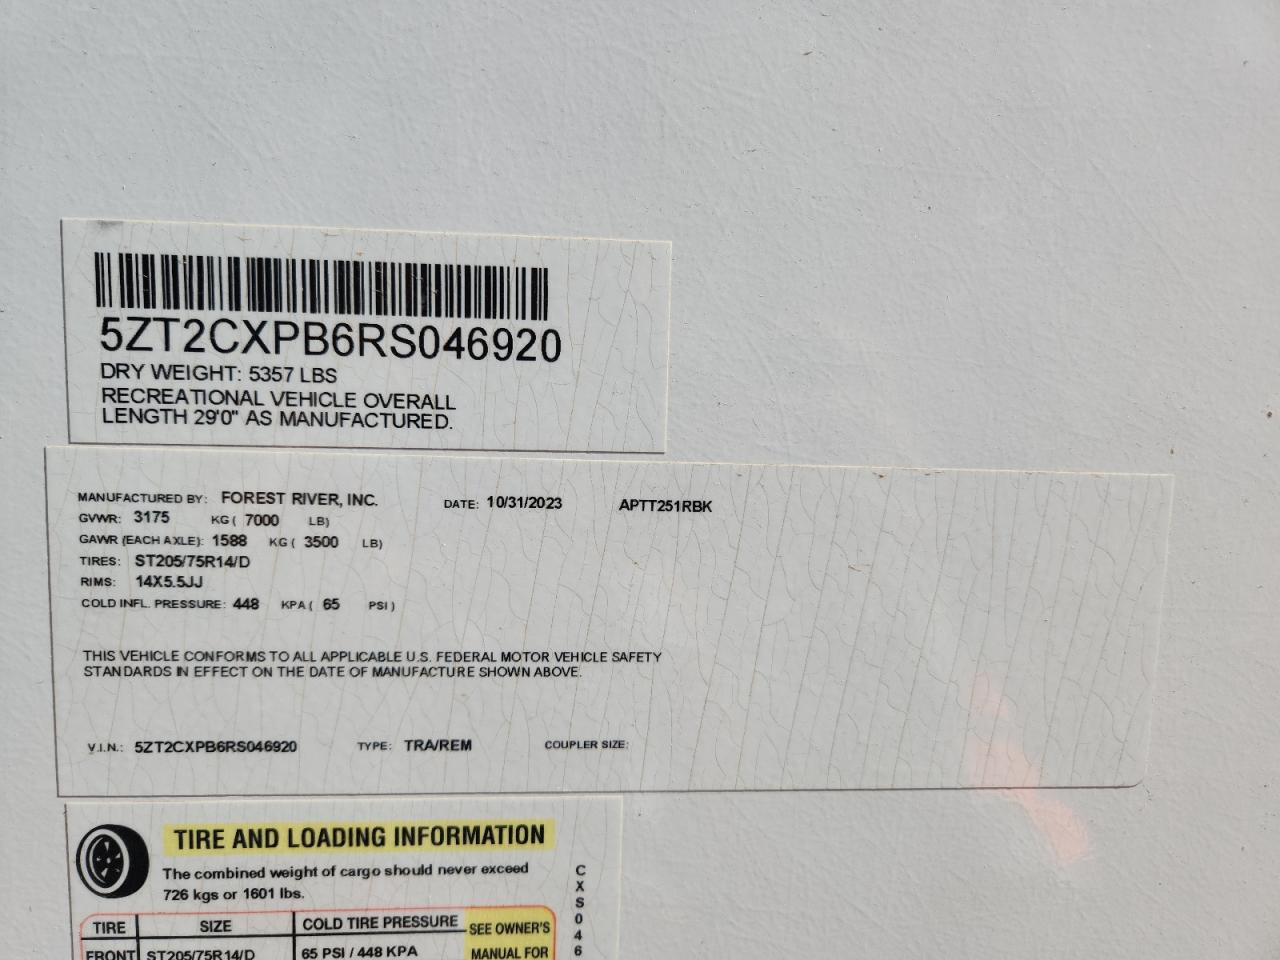 5ZT2CXPB6RS046920
DRY WEIGHT: 5357 LBS
RECREATIONAL VEHICLE OVERALL
LENGTH 29'0" AS MANUFACTURED.
MANUFACTURED BY: FOREST RIVER, INC. DATE: 10/31/2023 APTT251RBK
GVWR: 3175 KG ( 7000 LB)
GAWR (EACH AXLE): 1588 KG ( 3500 LB)
TIRES: ST205/75R14/D
RIMS: 14X5.5JJ
COLD INFL. PRESSURE: 448 KPA ( 65 PSI )
THIS VEHICLE CONFORMS TO ALL APPLICABLE U.S. FEDERAL MOTOR VEHICLE SAFETY
STANDARDS IN EFFECT ON THE DATE OF MANUFACTURE SHOWN ABOVE.
V.I.N.: 5ZT2CXPB6RS046920 TYPE: TRA/REM COUPLER SIZE:
TIRE AND LOADING INFORMATION
The combined weight of cargo should never exceed
726 kgs or 1601 lbs.
TIRE SIZE COLD TIRE PRESSURE SEE OWNER'S
FRONT ST205/75R14/D 65 PSI / 448 KPA MANUAL FOR
CXS046